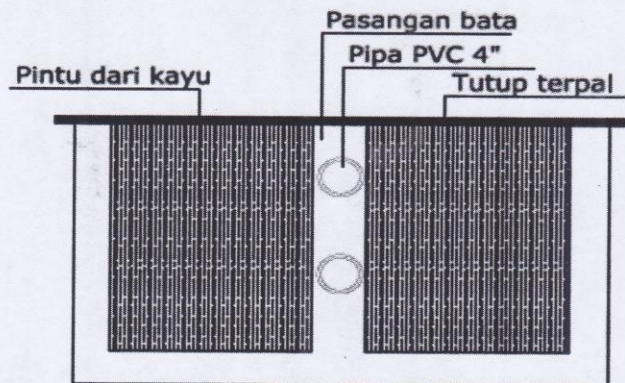 Pasangan bata
Pipa PVC 4"
Pintu dari kayu
Tutup terpal